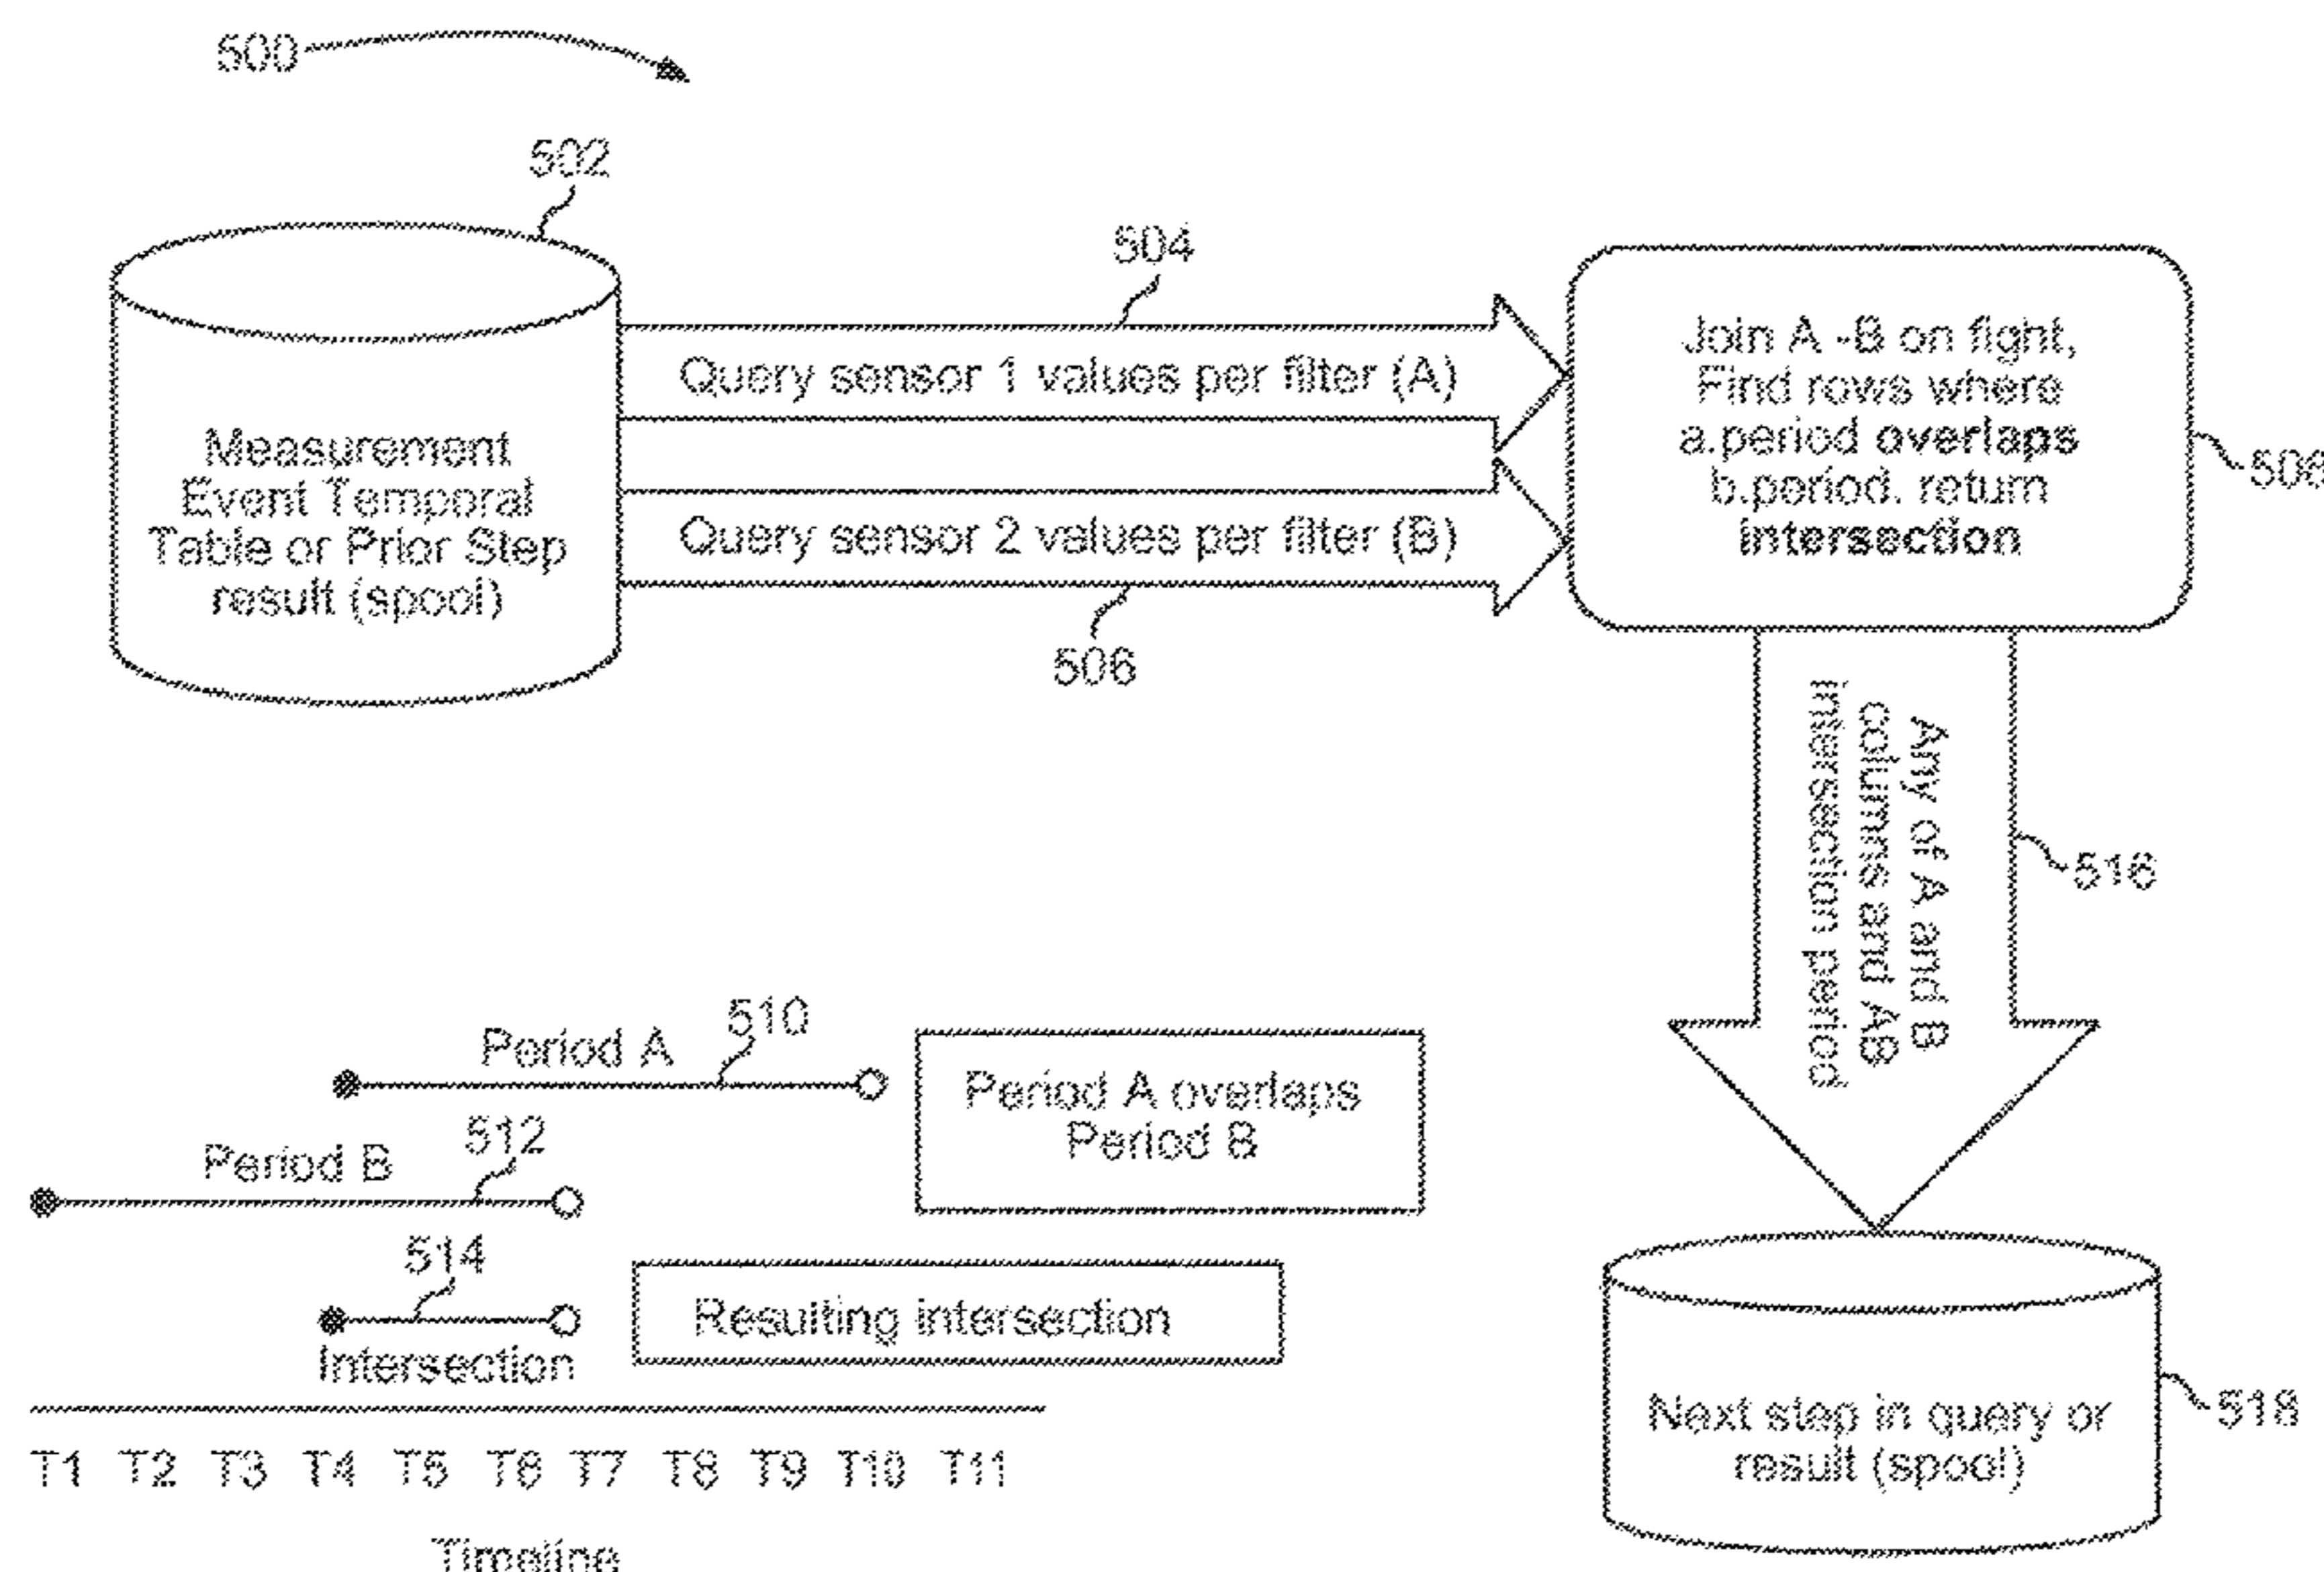 500
502
504
Measurement
Event Temporal
Table or Prior Step
result (spool)
Query sensor 1 values per filter (A)
Query sensor 2 values per filter (B)
506
Join A -B on fight,
Find rows where
a.period overlaps
b.period. return
intersection
Any of A and B
columns and AB
intersection period
516
Period A
510
Period A overlaps
Period B
Period B
512
514
Resulting intersection
Intersection
T1 T2 T3 T4 T5 T6 T7 T8 T9 T10 T11
Timeline
Next step in query or
result (spool)
518